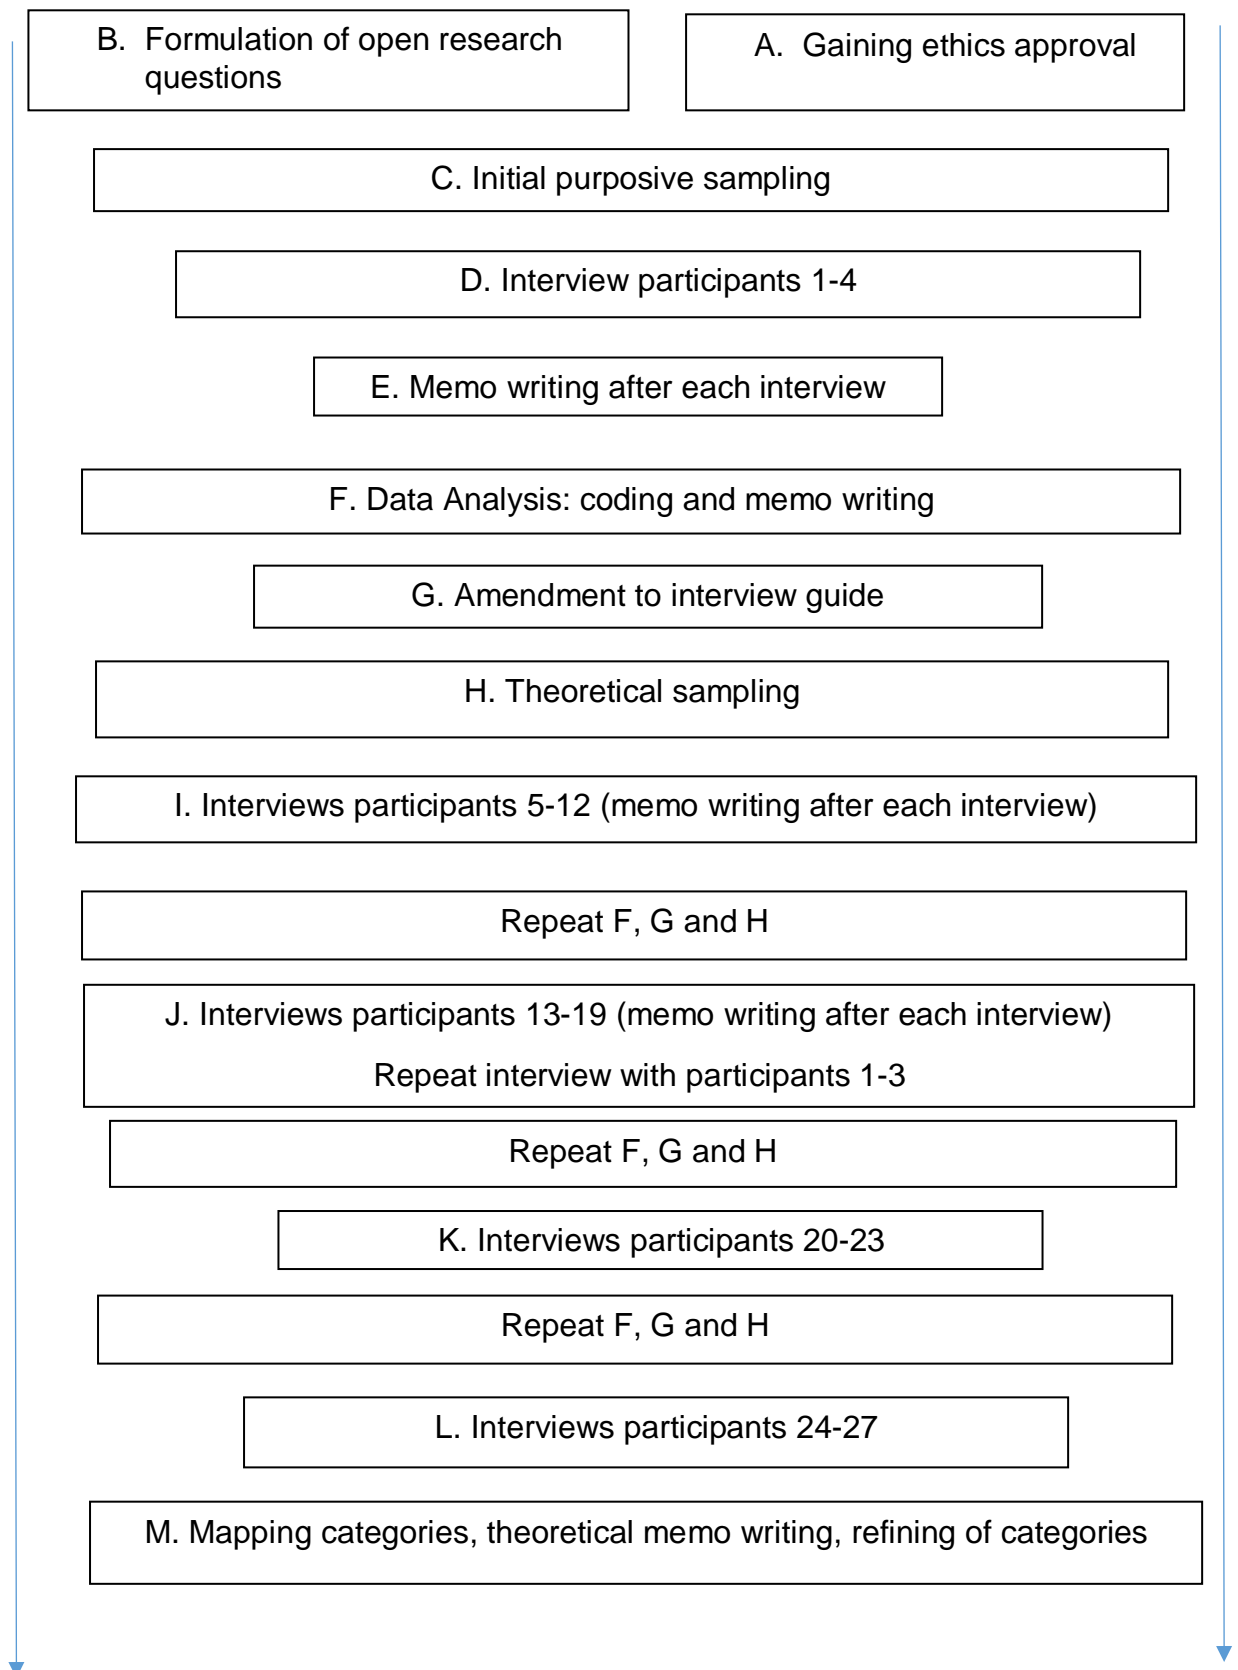 B. Formulation of open research
questions
A. Gaining ethics approval
C. Initial purposive sampling
D. Interview participants 1-4
E. Memo writing after each interview
F. Data Analysis: coding and memo writing
G. Amendment to interview guide
H. Theoretical sampling
I. Interviews participants 5-12 (memo writing after each interview)
Repeat F, G and H
J. Interviews participants 13-19 (memo writing after each interview)
Repeat interview with participants 1-3
Repeat F, G and H
K. Interviews participants 20-23
Repeat F, G and H
L. Interviews participants 24-27
M. Mapping categories, theoretical memo writing, refining of categories